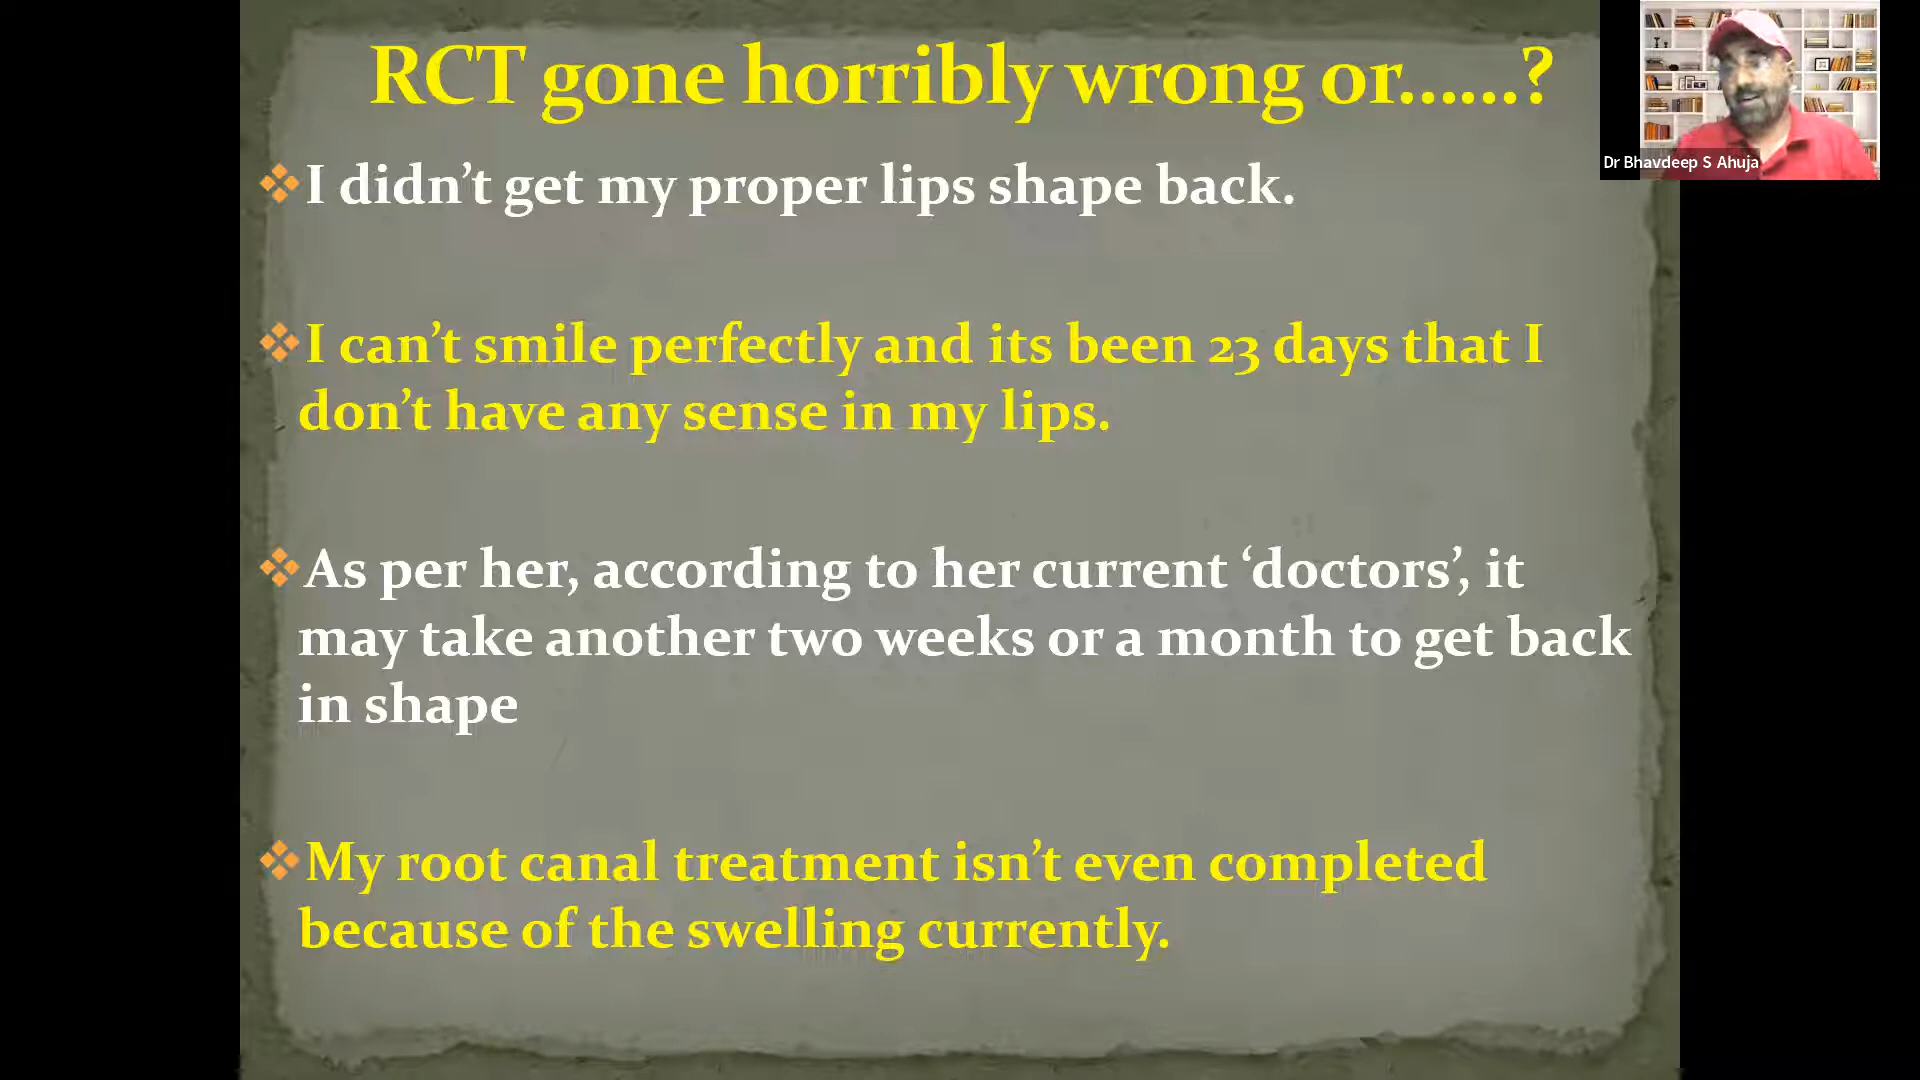 RCT gone horribly wrong or......?
Dr Bhavdeep S Ahuja
I didn't get my proper lips shape back.
I can't smile perfectly and its been 23 days that I
don't have any sense in my lips.
As per her, according to her current ‘doctors’, it
may take another two weeks or a month to get back
in shape
My root canal treatment isn't even completed
because of the swelling currently.